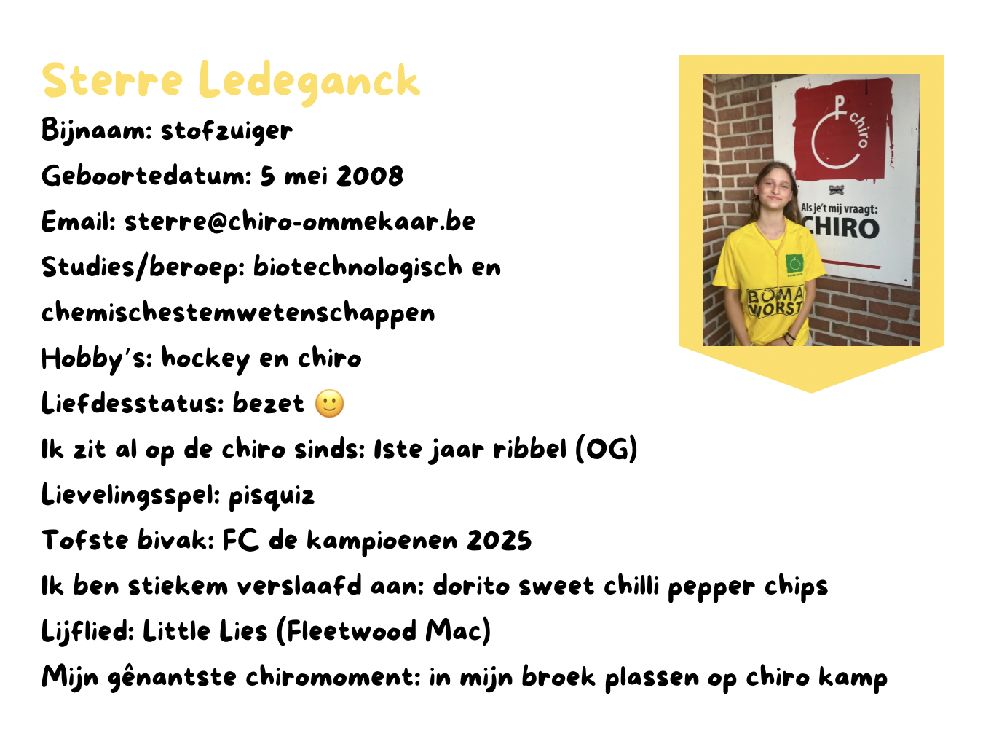 Sterre Ledeganck
Bijnaam: stofzuiger
Geboortedatum: 5 mei 2008
Email: sterre@chiro-ommekaar.be
Studies/beroep: biotechnologisch en
chemischestemwetenschappen
Hobby's: hockey en chiro
Liefdesstatus: bezet 🙂
Ik zit al op de chiro sinds: 1ste jaar ribbel (OG)
Lievelingsspel: pisquiz
Tofste bivak: FC de kampioenen 2025
Ik ben stiekem verslaafd aan: dorito sweet chilli pepper chips
Lijflied: Little Lies (Fleetwood Mac)
Mijn gênantste chiromoment: in mijn broek plassen op chiro kamp
chiro
Als je't mij vraagt:
CHIRO
BOMA
WORST